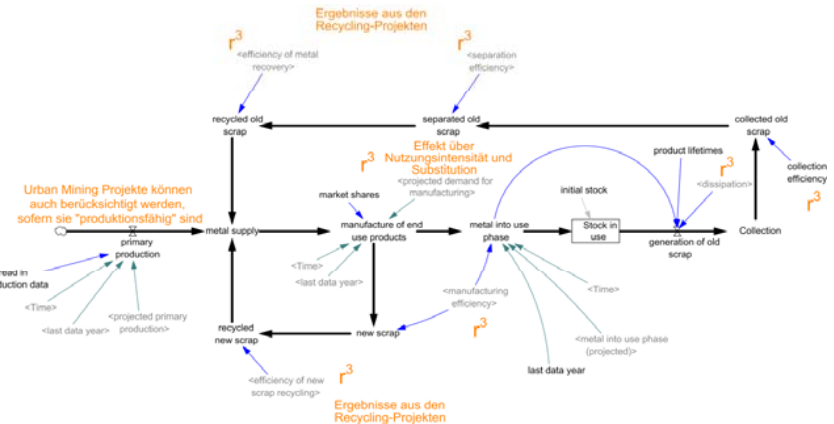 Ergebnisse aus den
Recycling-Projekten
r³
<efficiency of metal
recovery>
r³
<separation
efficiency>
recycled old
scrap
separated old
scrap
collected old
scrap
Effekt über
Nutzungsintensität und
Substitution
r³
<projected demand for
manufacturing>
market shares
product lifetimes
r³
<dissipation>
collection
efficiency
r³
initial stock
Urban Mining Projekte können
auch berücksichtigt werden,
sofern sie "produktionsfähig" sind
primary
production
metal supply
manufacture of end
use products
metal into use
phase
Stock in
use
generation of old
scrap
Collection
read in
duction data
<Time>
<last data year>
<projected primary
production>
<Time>
<last data year>
<manufacturing
efficiency>
r³
<Time>
<metal into use phase
(projected)>
last data year
recycled
new scrap
new scrap
<efficiency of new
scrap recycling>
r³
Ergebnisse aus den
Recycling-Projekten